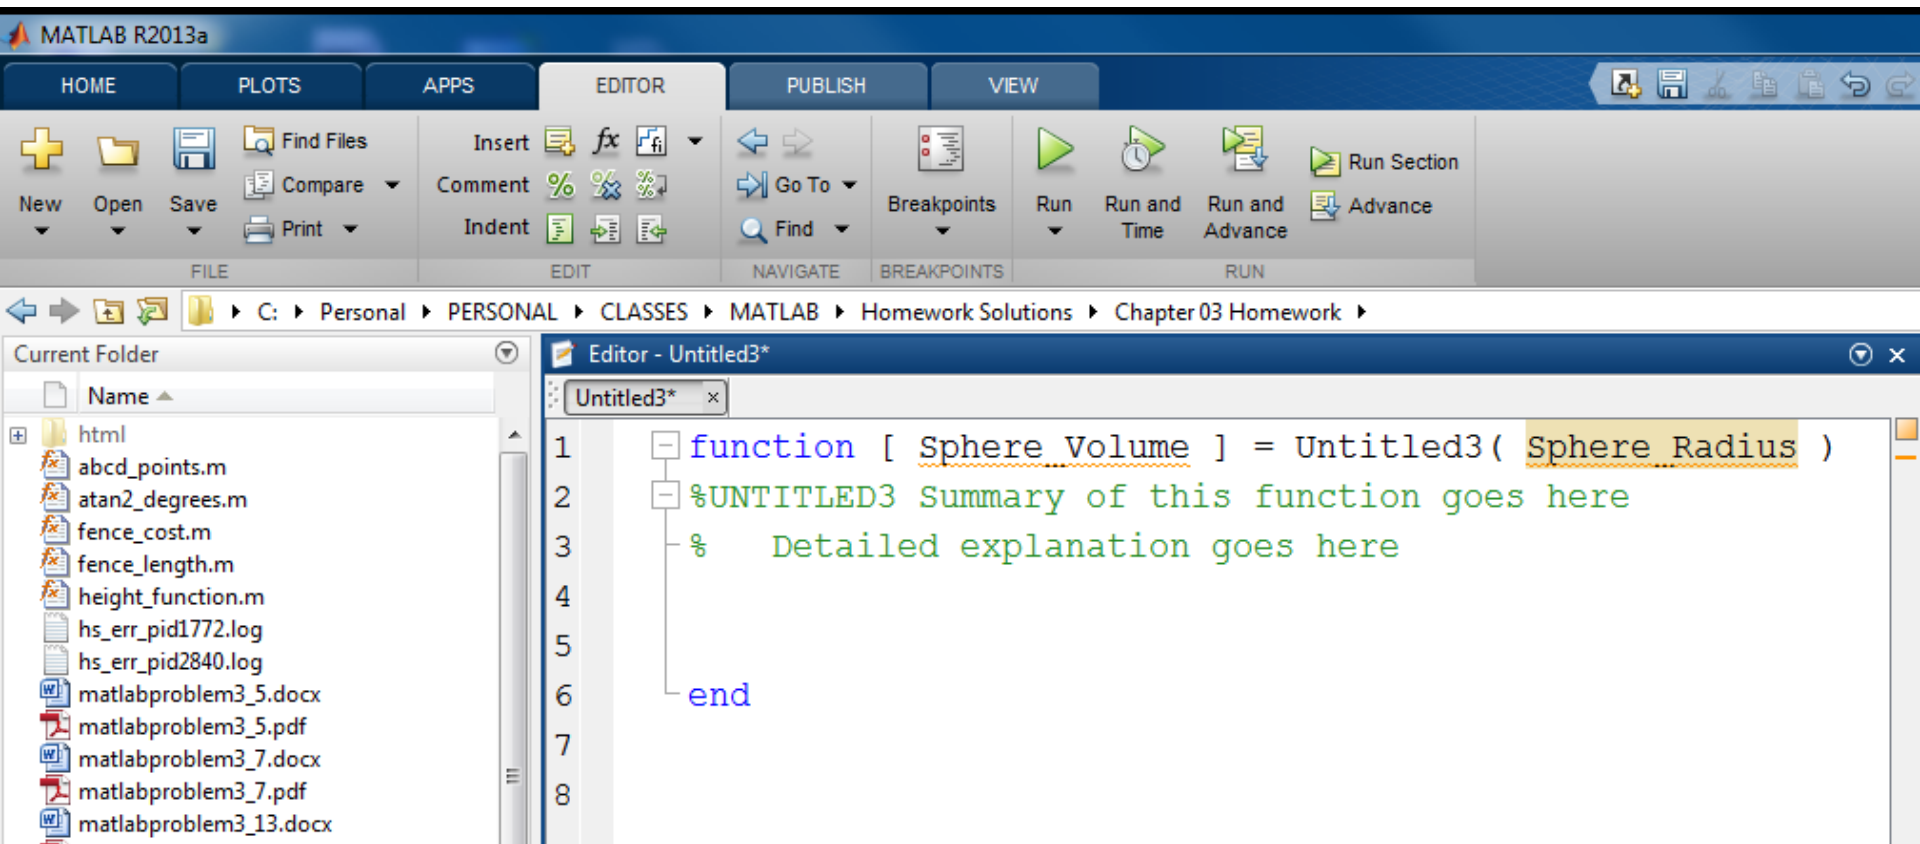 MATLAB R2013a
HOME PLOTS APPS EDITOR PUBLISH VIEW
Find Files Insert fx fi
Compare Comment Go To Run Section
New Open Save Breakpoints Run Run and Time Run and Advance Advance
Print Indent Find
FILE EDIT NAVIGATE BREAKPOINTS RUN
C: Personal PERSONAL CLASSES MATLAB Homework Solutions Chapter 03 Homework
Current Folder
Name
html
abcd_points.m
atan2_degrees.m
fence_cost.m
fence_length.m
height_function.m
hs_err_pid1772.log
hs_err_pid2840.log
matlabproblem3_5.docx
matlabproblem3_5.pdf
matlabproblem3_7.docx
matlabproblem3_7.pdf
matlabproblem3_13.docx
Editor - Untitled3*
Untitled3* ×
1 function [ Sphere_Volume ] = Untitled3( Sphere_Radius )
2 %UNTITLED3 Summary of this function goes here
3 % Detailed explanation goes here
4
5
6 end
7
8